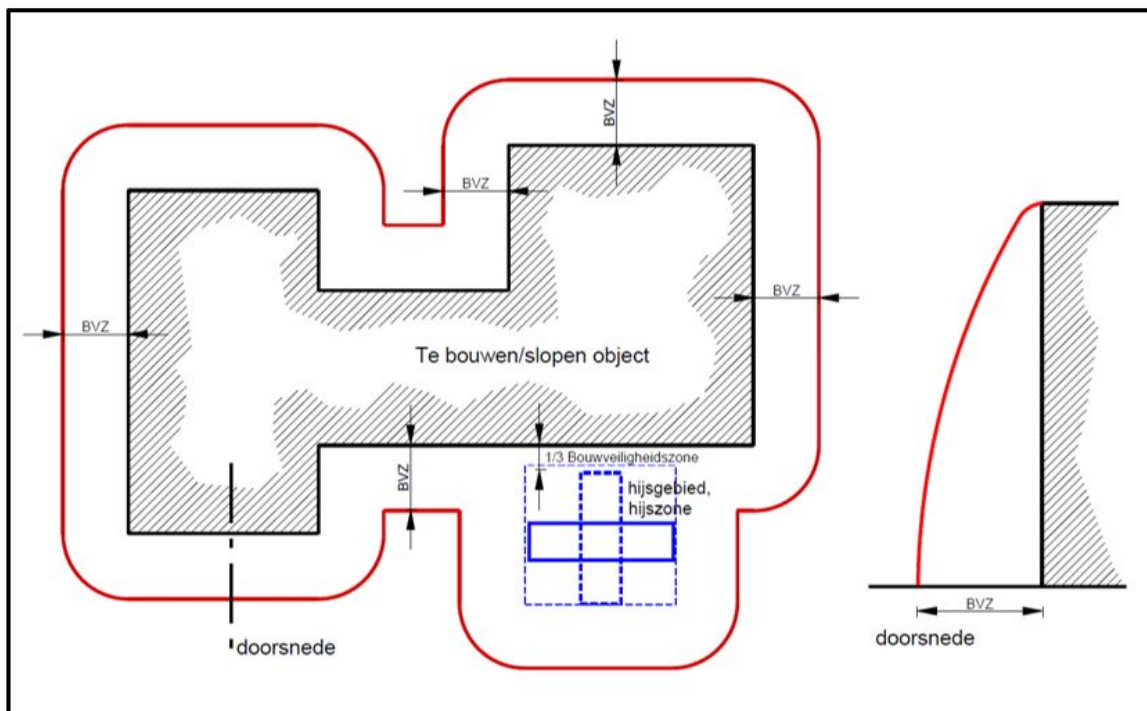 BVZ
BVZ
BVZ
BVZ
Te bouwen/slopen object
1/3 Bouwveiligheidszone
BVZ
hijsgebied,
hijszone
doorsnede
BVZ
doorsnede